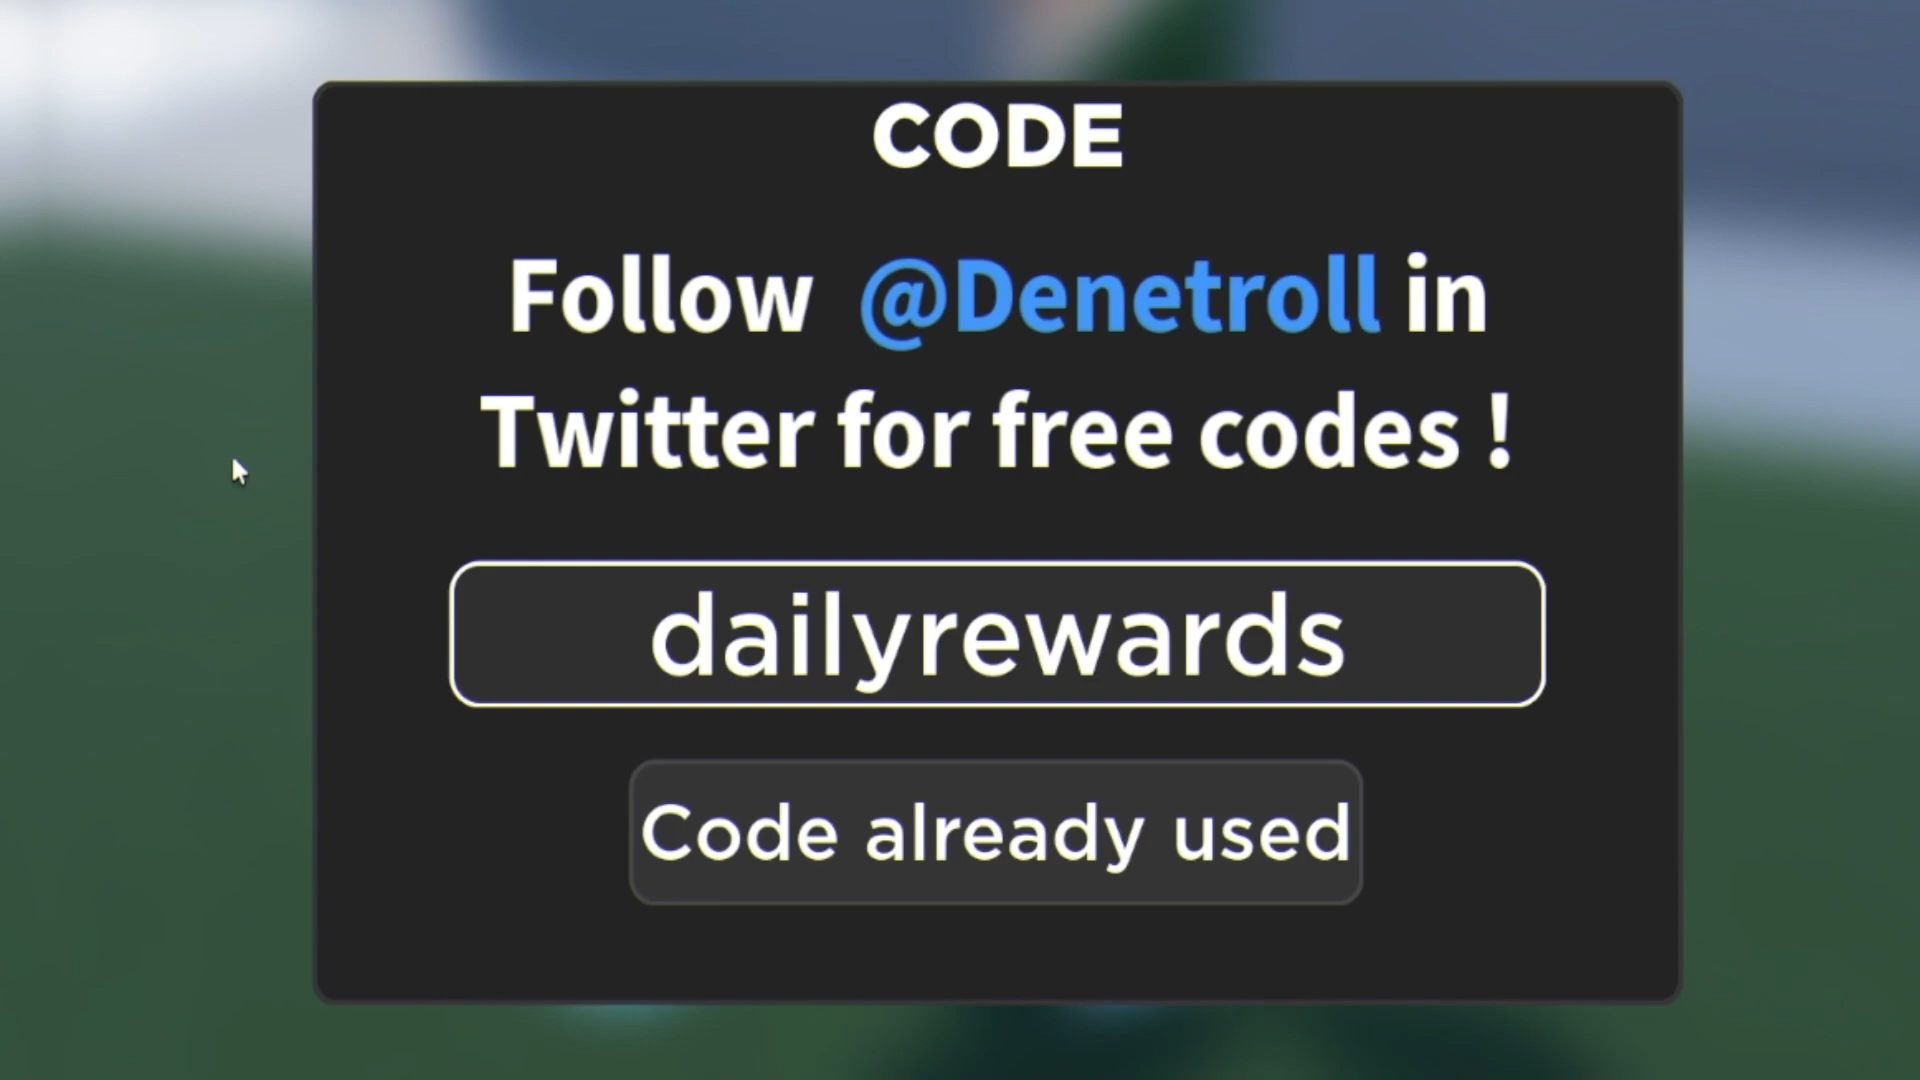 CODE
Follow @Denetroll in
Twitter for free codes !
dailyrewards
Code already used